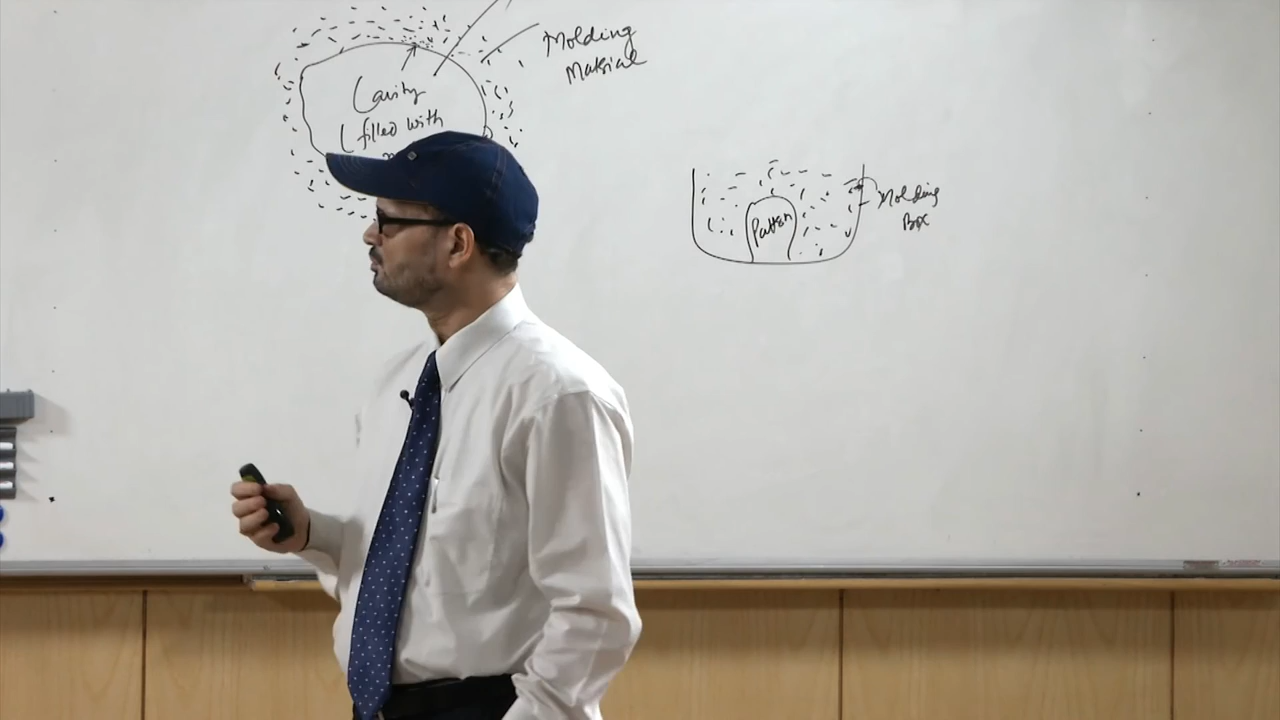 Cavity
(filled with
Molding
Material
Pattern
Molding
Box